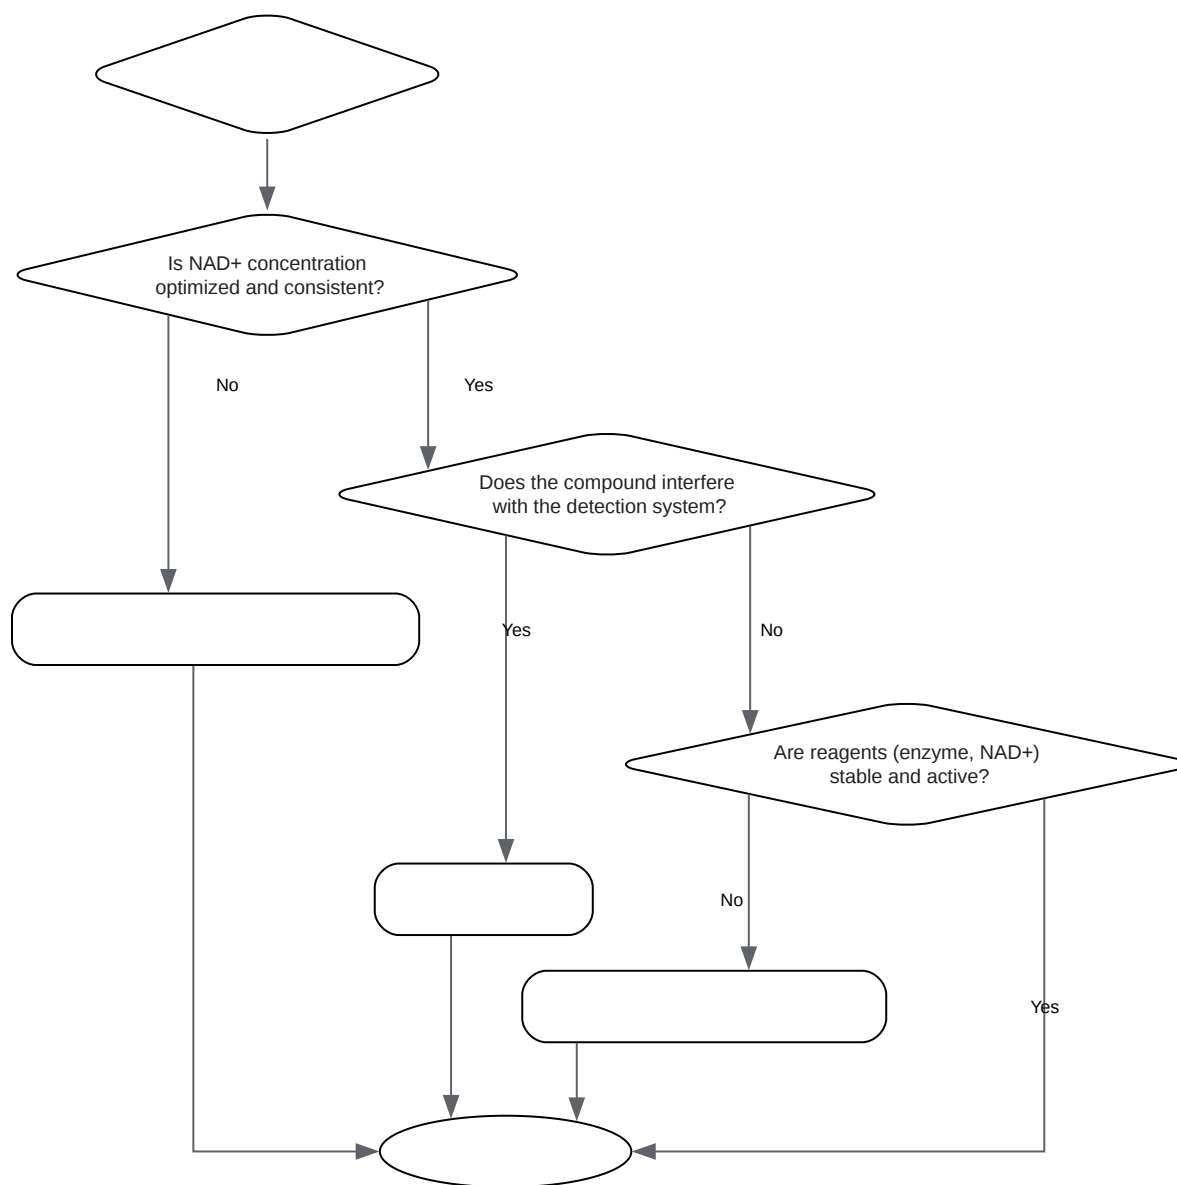 Is NAD+ concentration
optimized and consistent?
No
Yes
Does the compound interfere
with the detection system?
Yes
No
Are reagents (enzyme, NAD+)
stable and active?
No
Yes